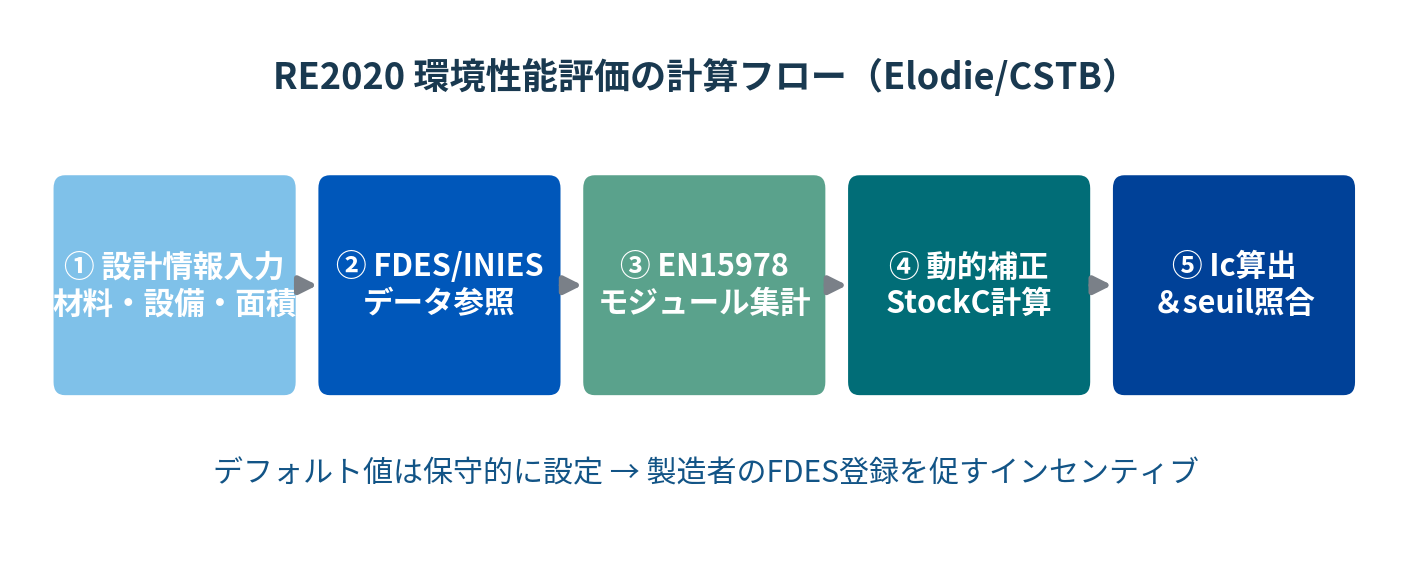 RE2020 環境性能評価の計算フロー（Elodie/CSTB）
① 設計情報入力
材料・設備・面積
② FDES/INIES
データ参照
③ EN15978
モジュール集計
④ 動的補正
StockC計算
⑤ Ic算出
＆seuil照合
デフォルト値は保守的に設定 → 製造者のFDES登録を促すインセンティブ